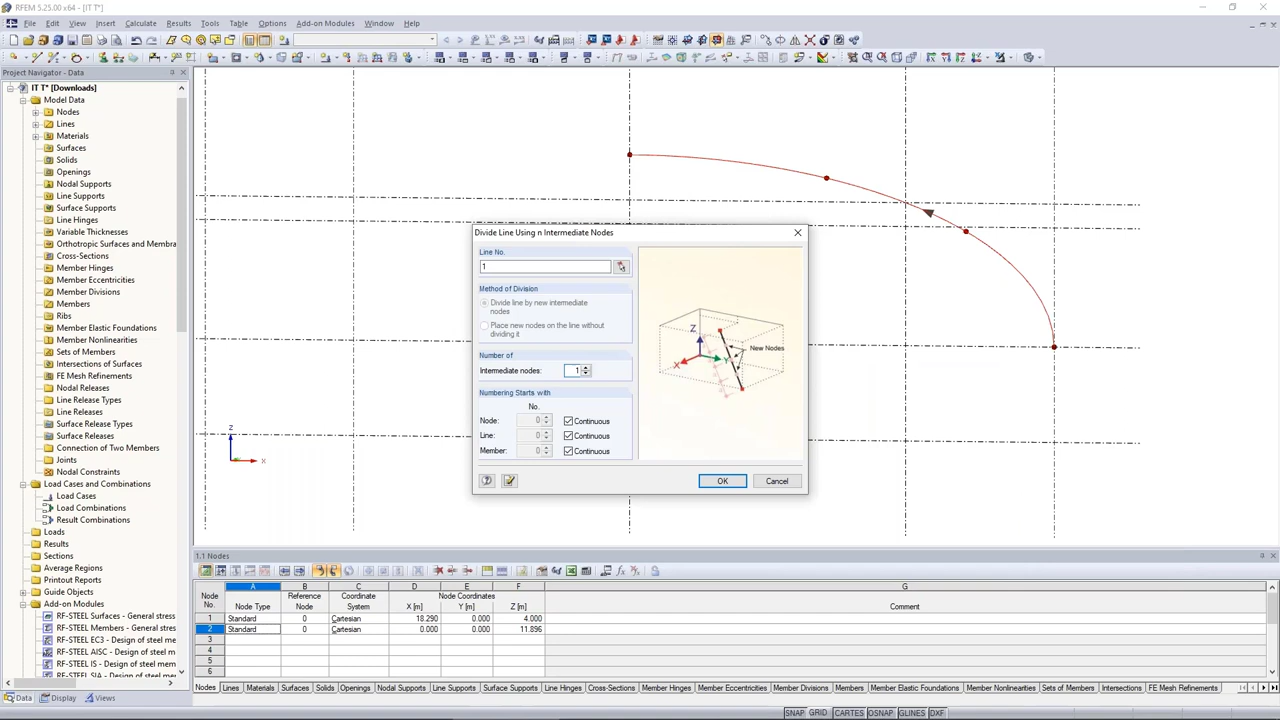 RFEM 5.25.00 x64 - [IT T*]
File Edit View Insert Calculate Results Tools Table Options Add-on Modules Window Help
Project Navigator - Data
IT T* [Downloads]
Model Data
Nodes
Lines
Materials
Surfaces
Solids
Openings
Nodal Supports
Line Supports
Surface Supports
Line Hinges
Variable Thicknesses
Orthotropic Surfaces and Membra
Cross-Sections
Member Hinges
Member Eccentricities
Member Divisions
Members
Ribs
Member Elastic Foundations
Member Nonlinearities
Sets of Members
Intersections of Surfaces
FE Mesh Refinements
Nodal Releases
Line Release Types
Line Releases
Surface Release Types
Surface Releases
Connection of Two Members
Joints
Nodal Constraints
Load Cases and Combinations
Load Cases
Load Combinations
Result Combinations
Loads
Results
Sections
Average Regions
Printout Reports
Guide Objects
Add-on Modules
RF-STEEL Surfaces - General stress
RF-STEEL Members - General stres
RF-STEEL EC3 - Design of steel me
RF-STEEL AISC - Design of steel m
RF-STEEL IS - Design of steel mem
RF-STEEL SIA - Design of steel me
Data Display Views
Z
X
Divide Line Using n Intermediate Nodes
Line No.
1
Method of Division
Divide line by new intermediate
nodes
Place new nodes on the line without
dividing it
Number of
Intermediate nodes: 1
Numbering Starts with
No.
Node: 0 Continuous
Line: 0 Continuous
Member: 0 Continuous
Z
X
Y
New Nodes
OK Cancel
1.1 Nodes
A B C D E F G
Node Reference Coordinate Node Coordinates
No. Node Type Node System X [m] Y [m] Z [m] Comment
1 Standard 0 Cartesian 18.290 0.000 4.000
2 Standard 0 Cartesian 0.000 0.000 11.896
3
4
5
6
Nodes Lines Materials Surfaces Solids Openings Nodal Supports Line Supports Surface Supports Line Hinges Cross-Sections Member Hinges Member Eccentricities Member Divisions Members Member Elastic Foundations Member Nonlinearities Sets of Members Intersections FE Mesh Refinements
SNAP GRID CARTES OSNAP GLINES DXF